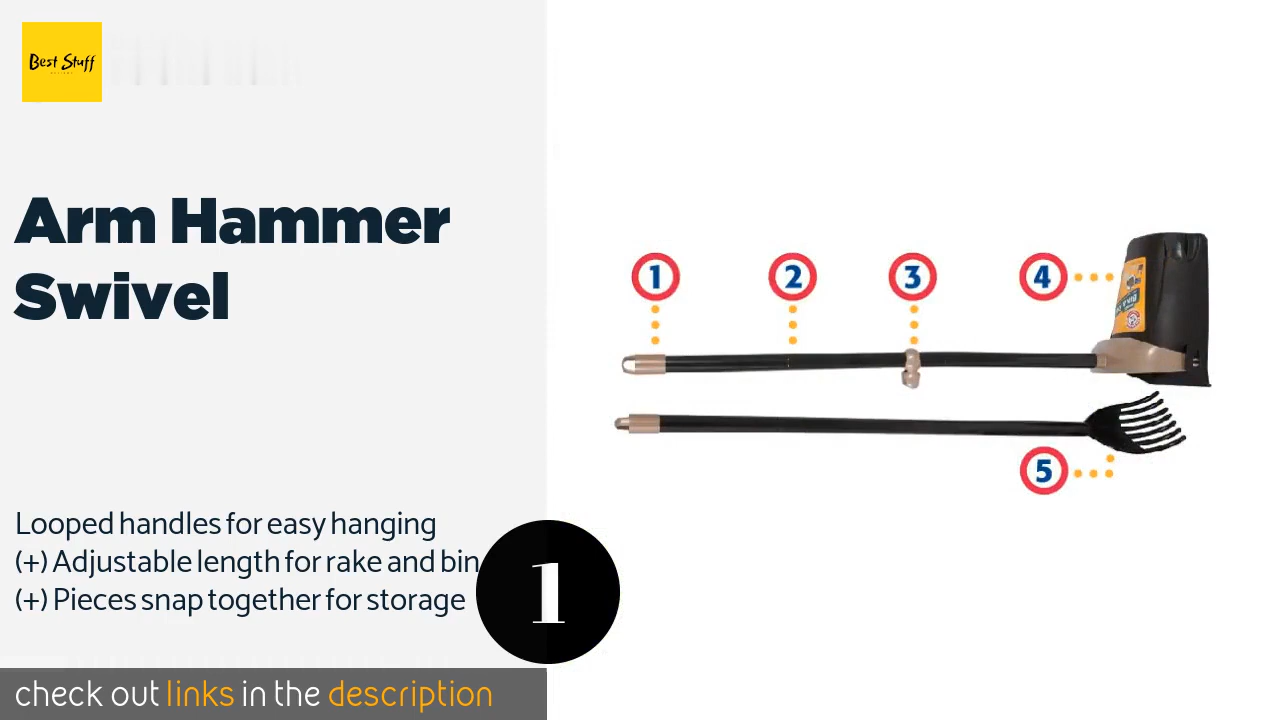 Best Stuff
Arm Hammer
Swivel
1
2
3
4
5
Looped handles for easy hanging
(+) Adjustable length for rake and bin
(+) Pieces snap together for storage
1
check out links in the description